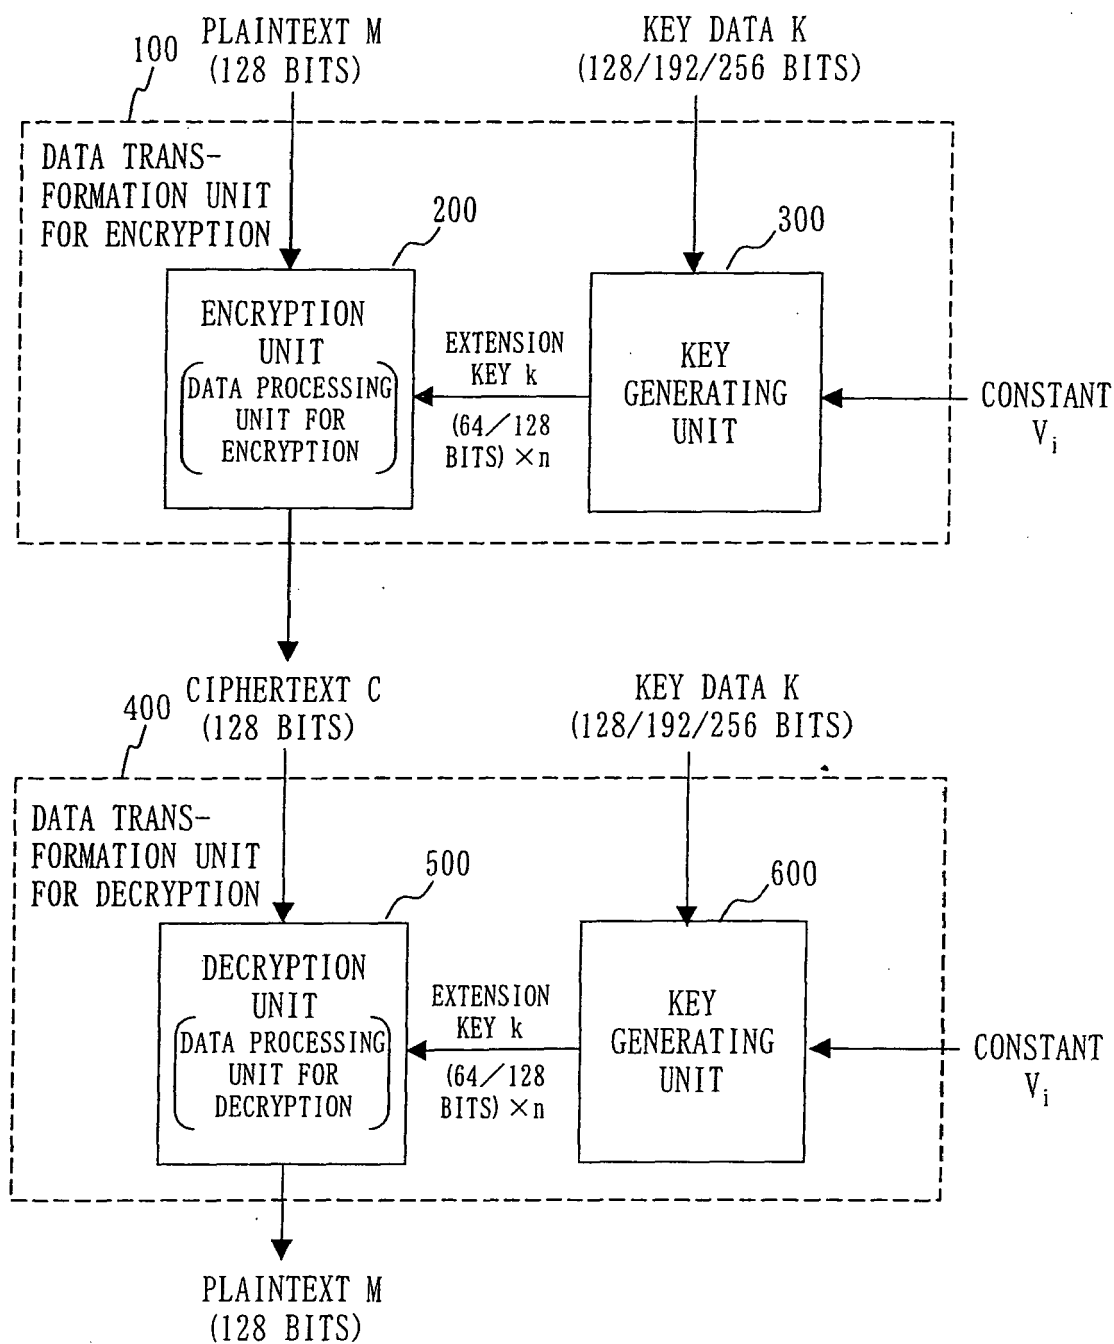 PLAINTEXT M
(128 BITS)
KEY DATA K
(128/192/256 BITS)
100
DATA TRANS-
FORMATION UNIT
FOR ENCRYPTION
200
300
ENCRYPTION
UNIT
DATA PROCESSING
UNIT FOR
ENCRYPTION
EXTENSION
KEY k
(64/128
BITS)×n
KEY
GENERATING
UNIT
CONSTANT
Vi
CIPHERTEXT C
(128 BITS)
KEY DATA K
(128/192/256 BITS)
400
DATA TRANS-
FORMATION UNIT
FOR DECRYPTION
500
600
DECRYPTION
UNIT
DATA PROCESSING
UNIT FOR
DECRYPTION
EXTENSION
KEY k
(64/128
BITS)×n
KEY
GENERATING
UNIT
CONSTANT
Vi
PLAINTEXT M
(128 BITS)